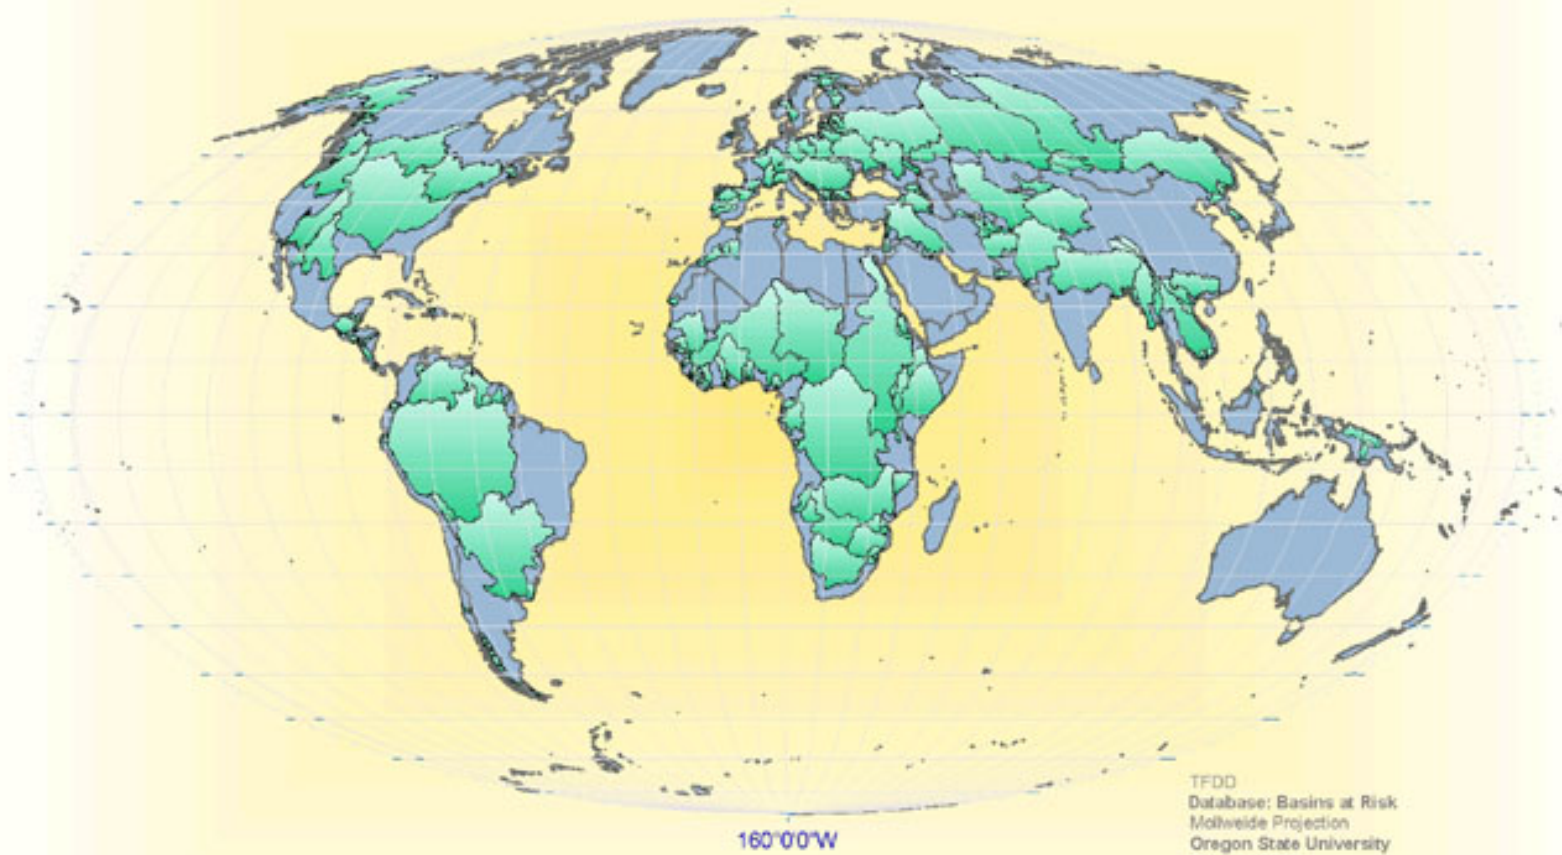 160°0'0"W
TFDD
Database: Basins at Risk
Mollweide Projection
Oregon State University